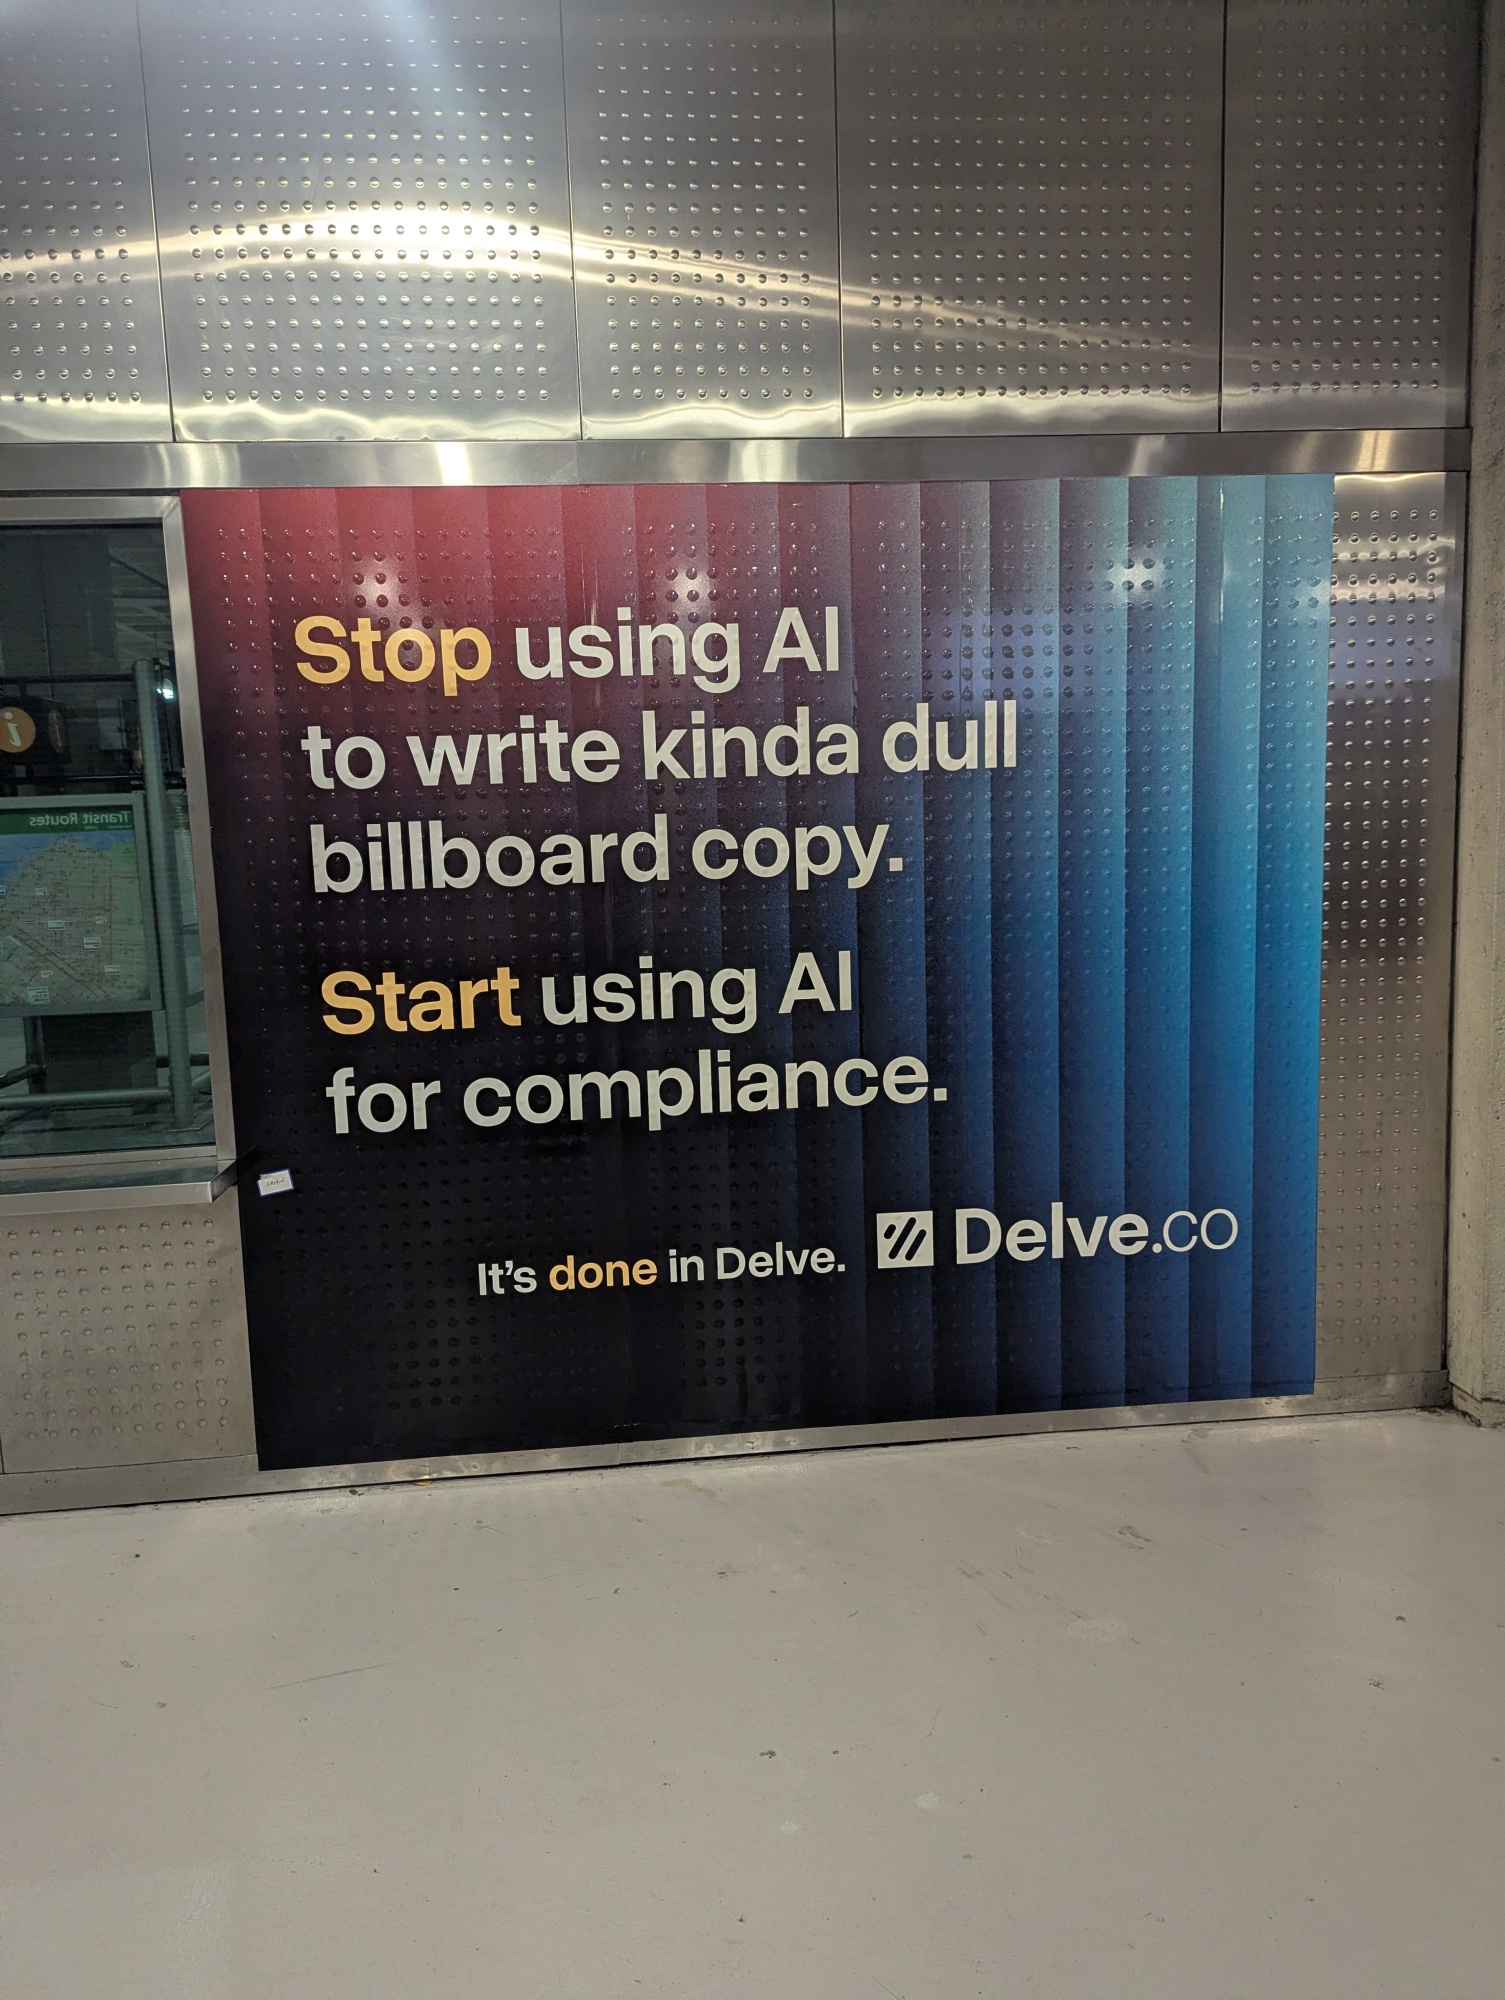 Stop using AI
to write kinda dull
billboard copy.
Start using AI
for compliance.
It's done in Delve.
Delve.co
i
Transit Routes